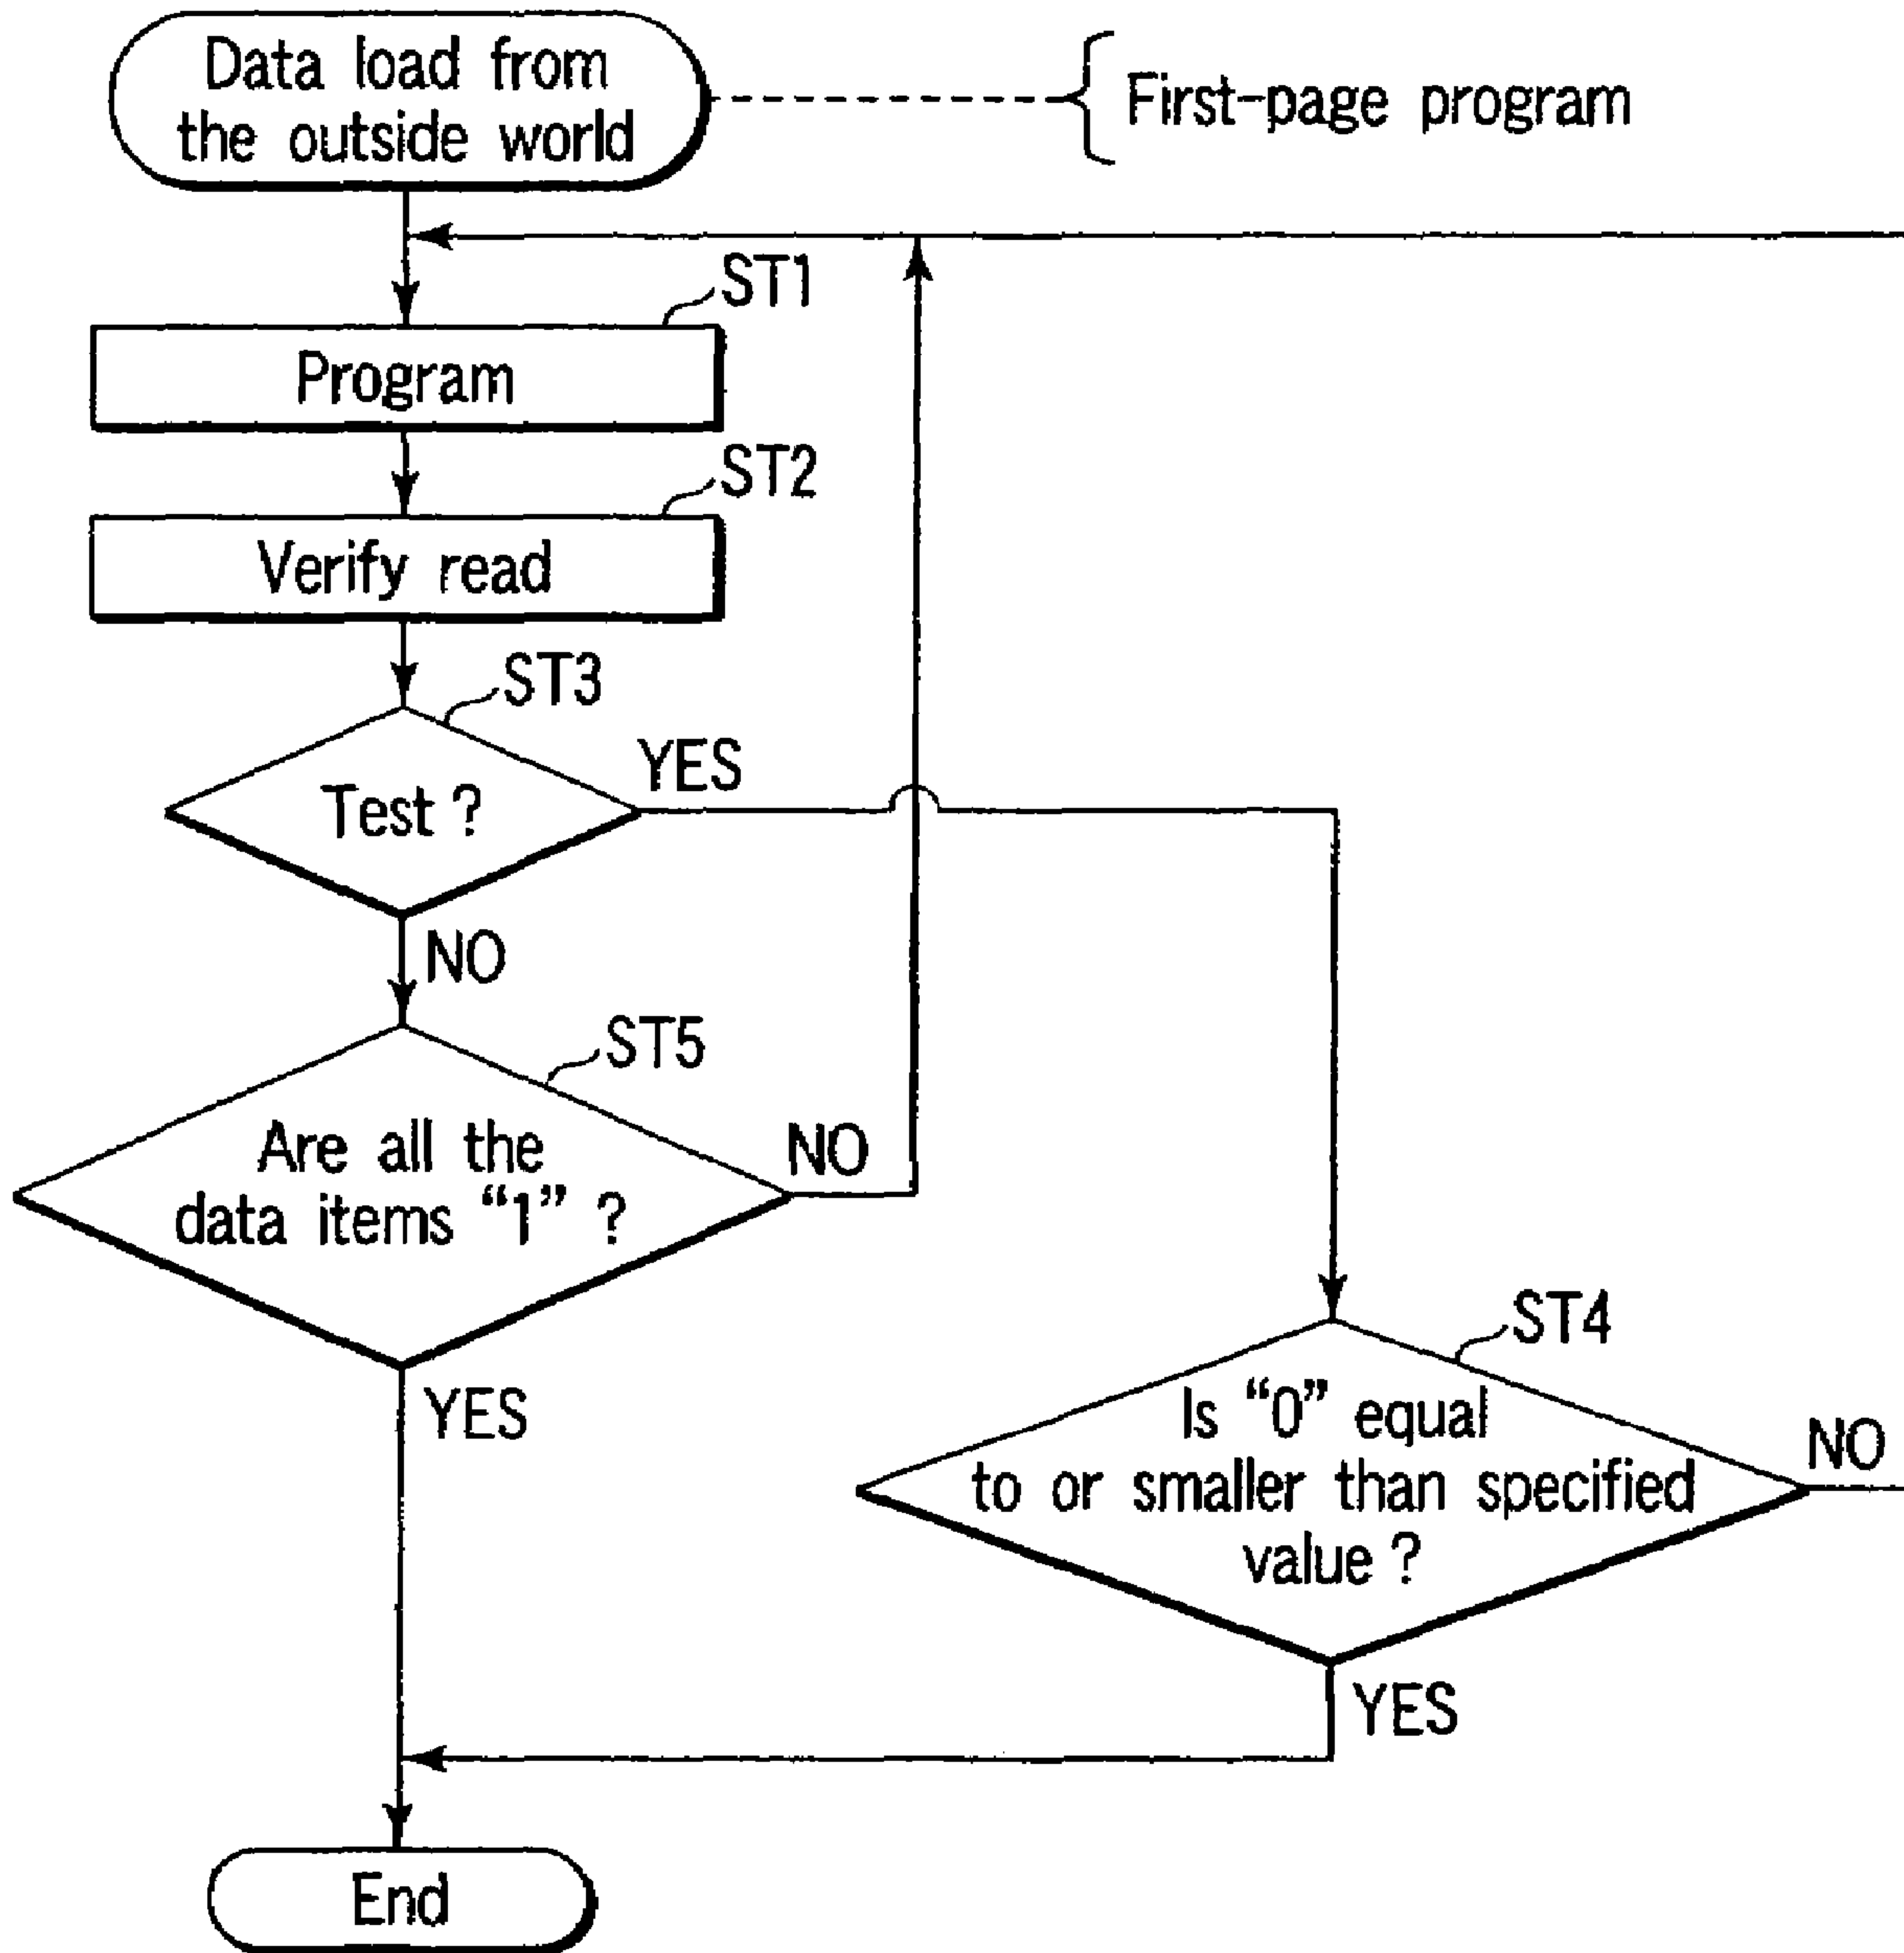 Data load from
the outside world
First-page program
ST1
Program
ST2
Verify read
ST3
Test ?
YES
NO
ST5
Are all the
data items “1” ?
NO
YES
ST4
Is “0” equal
to or smaller than specified
value ?
NO
YES
End